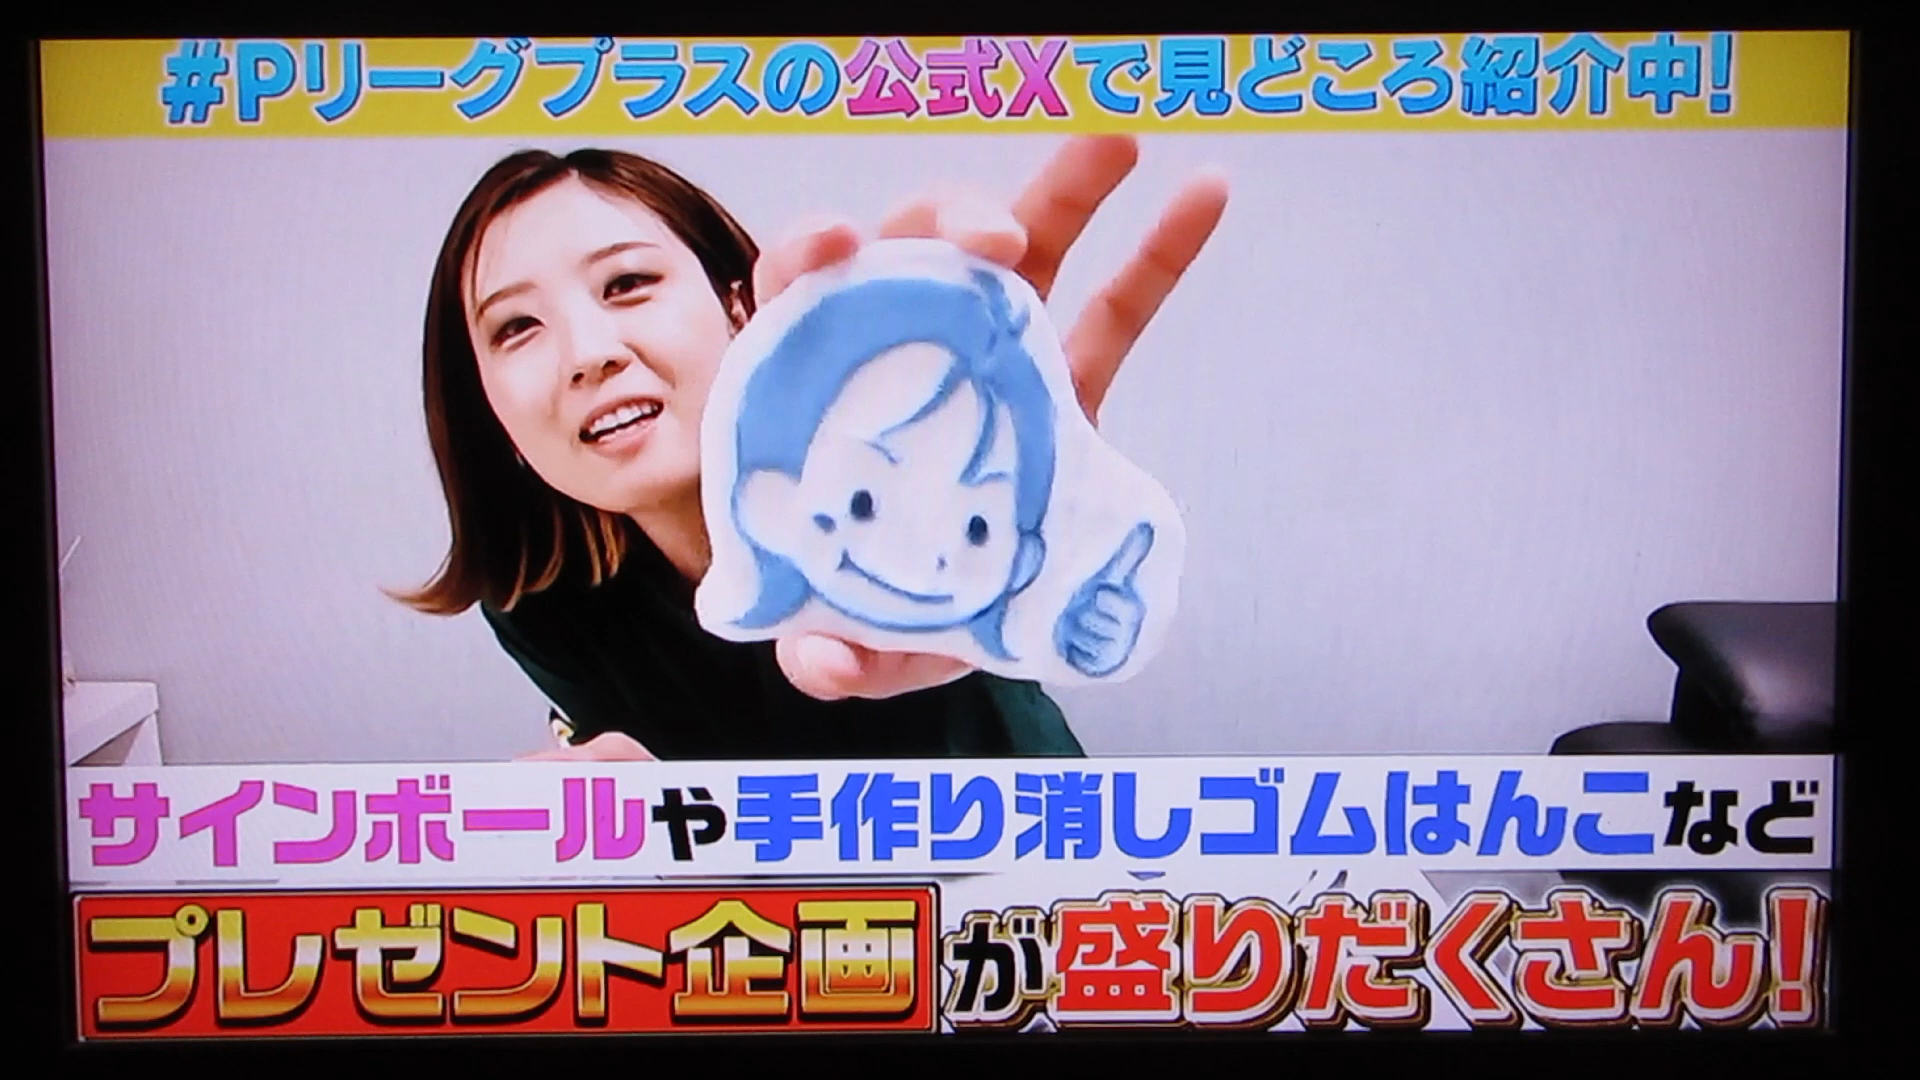 #Pリーグプラスの公式Xで見どころ紹介中!
サインボールや手作り消しゴムはんこなど
プレゼント企画が盛りだくさん!